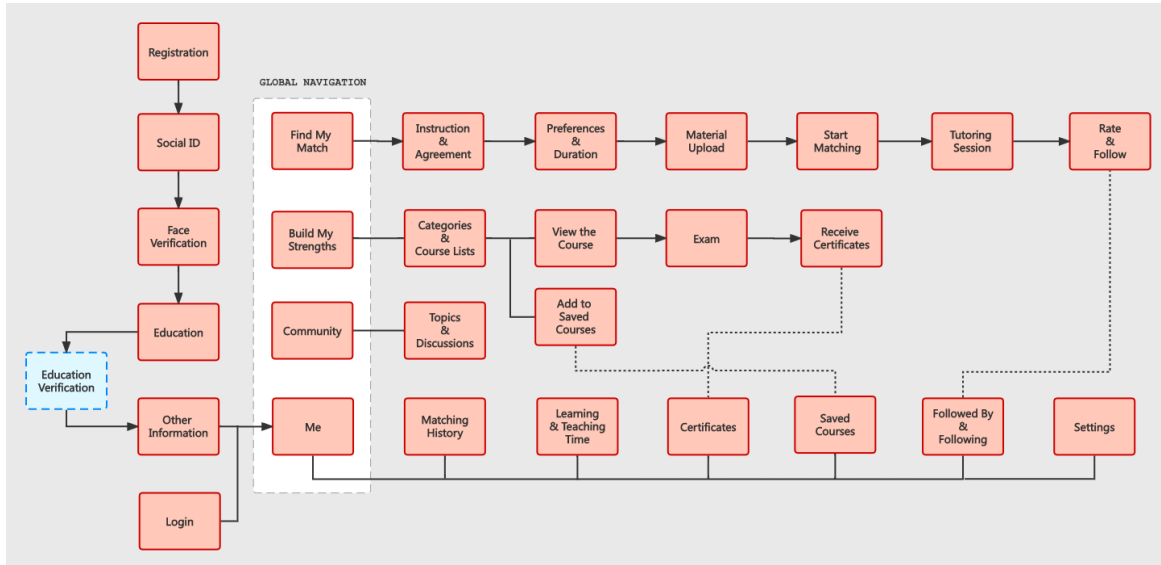 Registration
GLOBAL NAVIGATION
Social ID
Find My
Match
Instruction
&
Agreement
Preferences
&
Duration
Material
Upload
Start
Matching
Tutoring
Session
Rate
&
Follow
Face
Verification
Build My
Strengths
Categories
&
Course Lists
View the
Course
Exam
Receive
Certificates
Education
Community
Topics
&
Discussions
Add to
Saved
Courses
Education
Verification
Other
Information
Me
Matching
History
Learning
& Teaching
Time
Certificates
Saved
Courses
Followed By
&
Following
Settings
Login